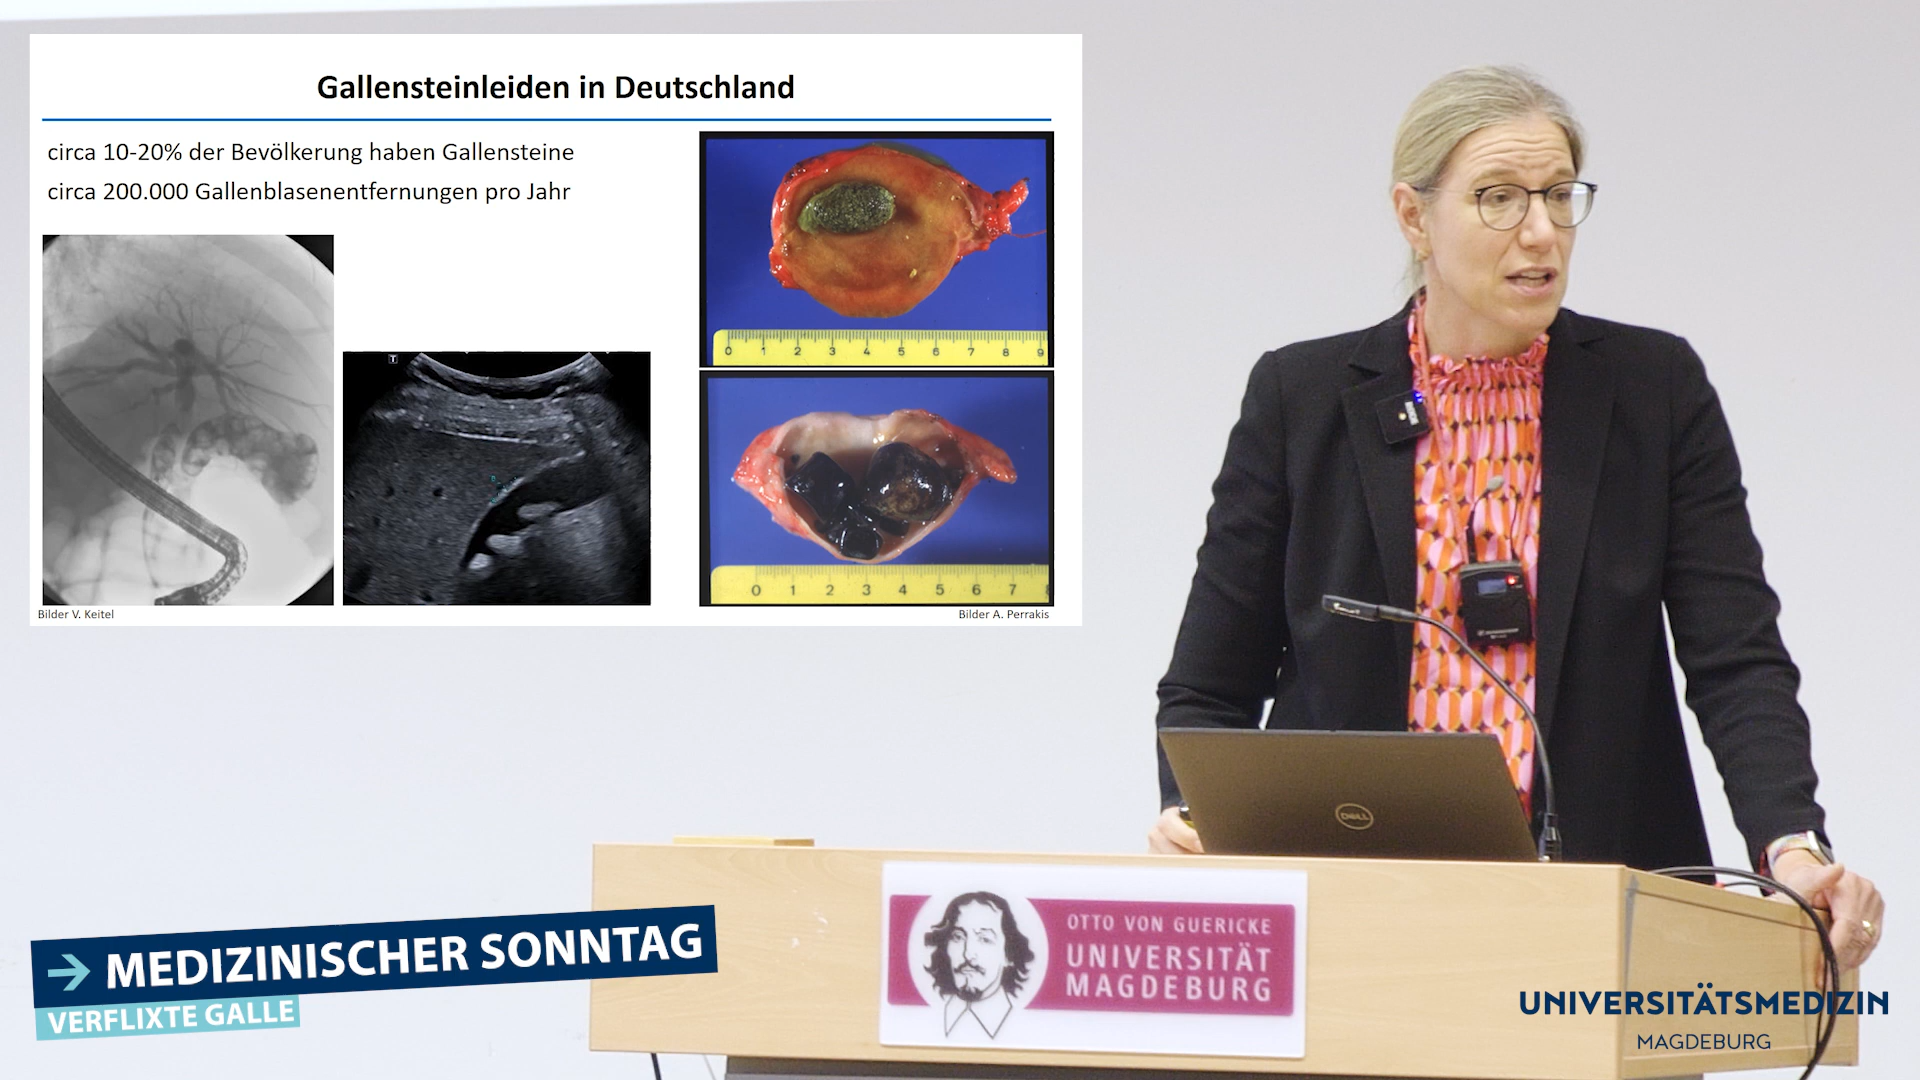 Gallensteinleiden in Deutschland
circa 10-20% der Bevölkerung haben Gallensteine
circa 200.000 Gallenblasenentfernungen pro Jahr
T
0 1 2 3 4 5 6 7 8 9
0 1 2 3 4 5 6 7
Bilder V. Keitel
Bilder A. Perrakis
DELL
OTTO VON GUERICKE
UNIVERSITÄT
MAGDEBURG
→ MEDIZINISCHER SONNTAG
VERFLIXTE GALLE
UNIVERSITÄTSMEDIZIN
MAGDEBURG